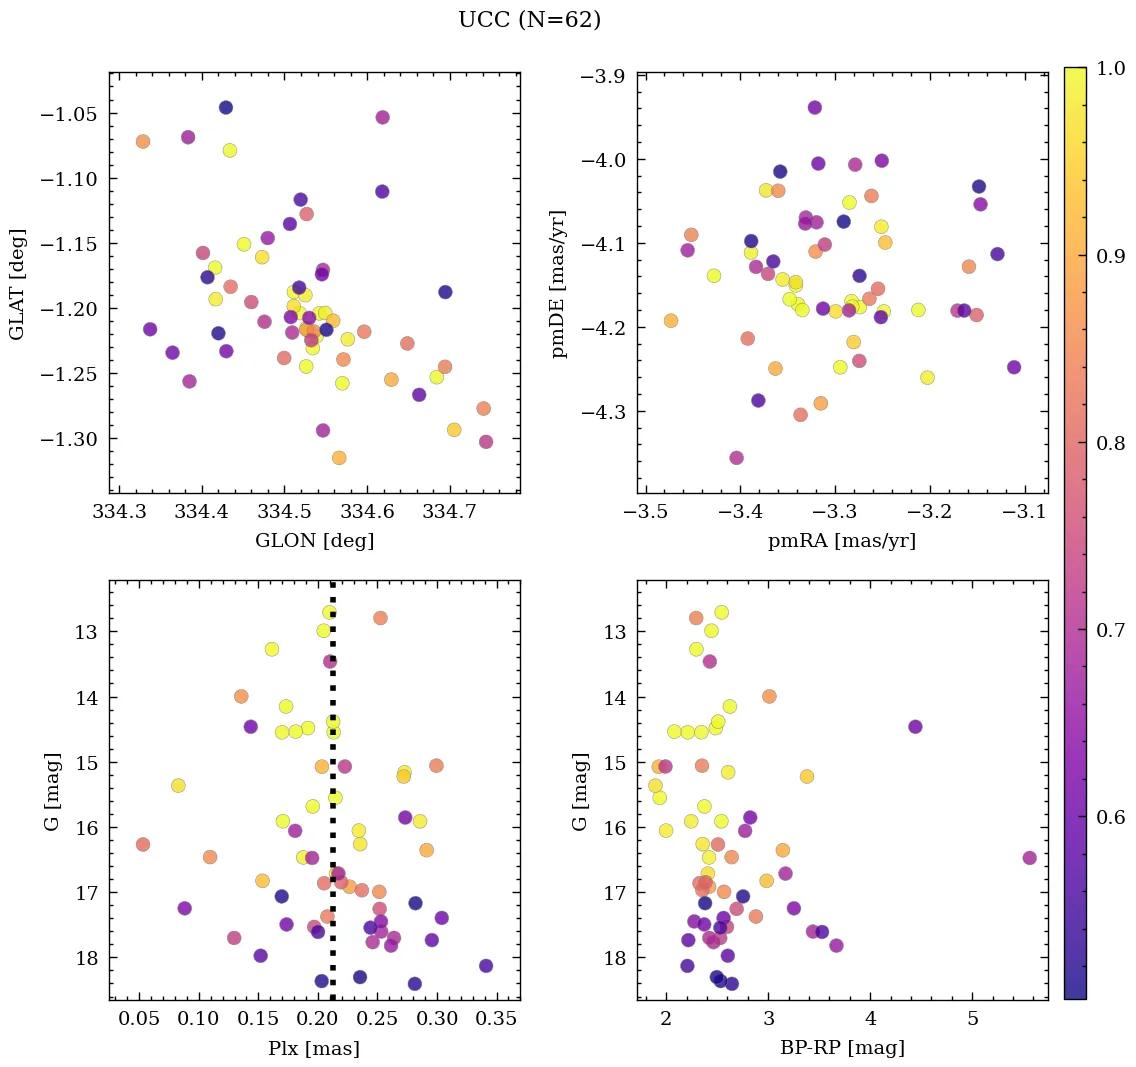 UCC (N=62)
−1.05
−1.10
−1.15
−1.20
−1.25
−1.30
GLAT [deg]
334.3 334.4 334.5 334.6 334.7
GLON [deg]
−3.9
−4.0
−4.1
−4.2
−4.3
pmDE [mas/yr]
−3.5 −3.4 −3.3 −3.2 −3.1
pmRA [mas/yr]
13
14
15
16
17
18
G [mag]
0.05 0.10 0.15 0.20 0.25 0.30 0.35
Plx [mas]
13
14
15
16
17
18
G [mag]
2 3 4 5
BP-RP [mag]
1.0
0.9
0.8
0.7
0.6